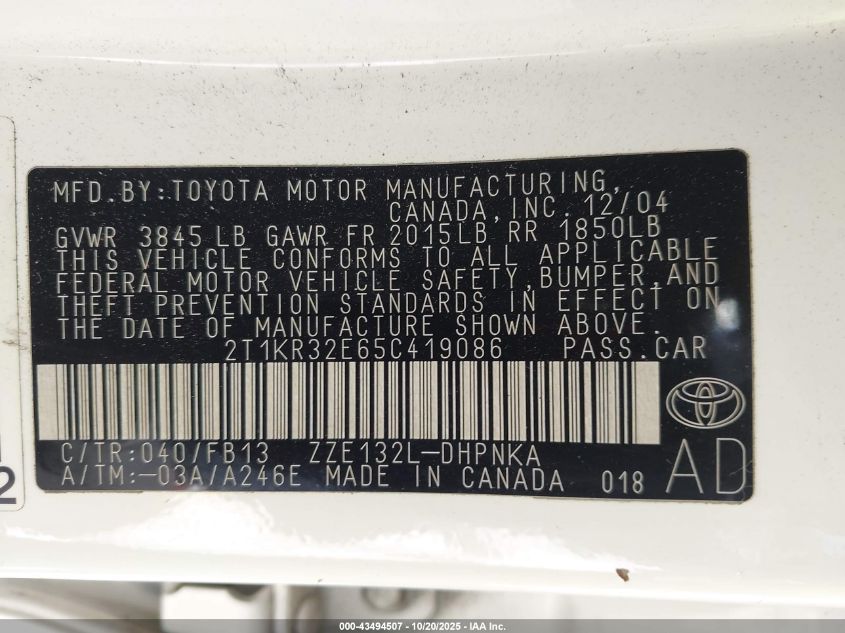 MFD.BY:TOYOTA MOTOR MANUFACTURING,
CANADA,INC. 12/04
GVWR 3845 LB GAWR FR 2015LB RR 1850LB
THIS VEHICLE CONFORMS TO ALL APPLICABLE
FEDERAL MOTOR VEHICLE SAFETY,BUMPER,AND
THEFT PREVENTION STANDARDS IN EFFECT ON
THE DATE OF MANUFACTURE SHOWN ABOVE.
2T1KR32E65C419086 PASS.CAR
C/TR:040/FB13 ZZE132L-DHPNKA
A/TM:-03A/A246E MADE IN CANADA 018 AD
2
000-43494507 - 10/20/2025 - IAA Inc.